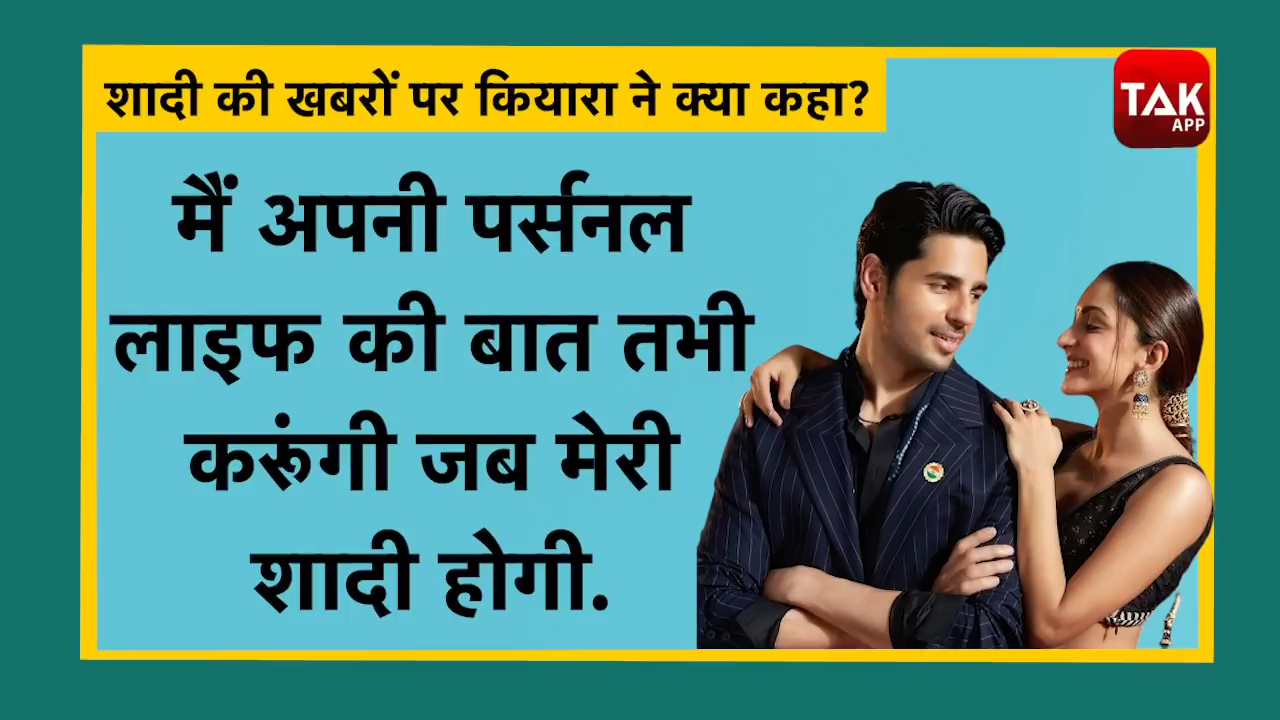 शादी की खबरों पर कियारा ने क्या कहा?
TAK
APP
मैं अपनी पर्सनल
लाइफ की बात तभी
करूंगी जब मेरी
शादी होगी.